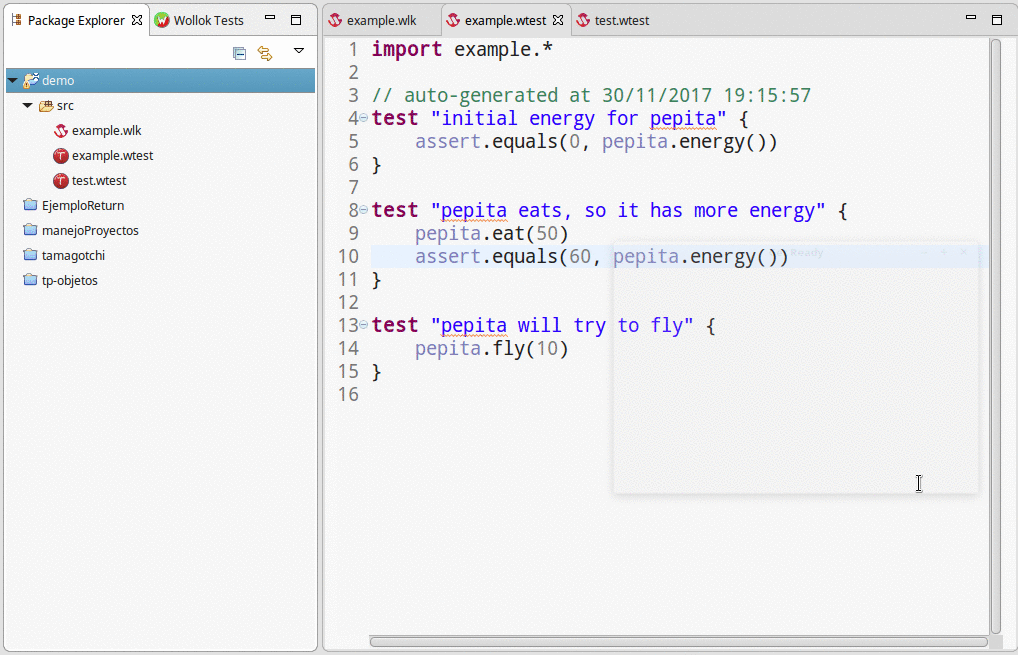 Package Explorer
Wollok Tests
demo
src
example.wlk
example.wtest
test.wtest
EjemploReturn
manejoProyectos
tamagotchi
tp-objetos
example.wlk
example.wtest
test.wtest
1 import example.*
2
3 // auto-generated at 30/11/2017 19:15:57
4 test "initial energy for pepita" {
5 assert.equals(0, pepita.energy())
6 }
7
8 test "pepita eats, so it has more energy" {
9 pepita.eat(50)
10 assert.equals(60, pepita.energy())
11 }
12
13 test "pepita will try to fly" {
14 pepita.fly(10)
15 }
16
Ready